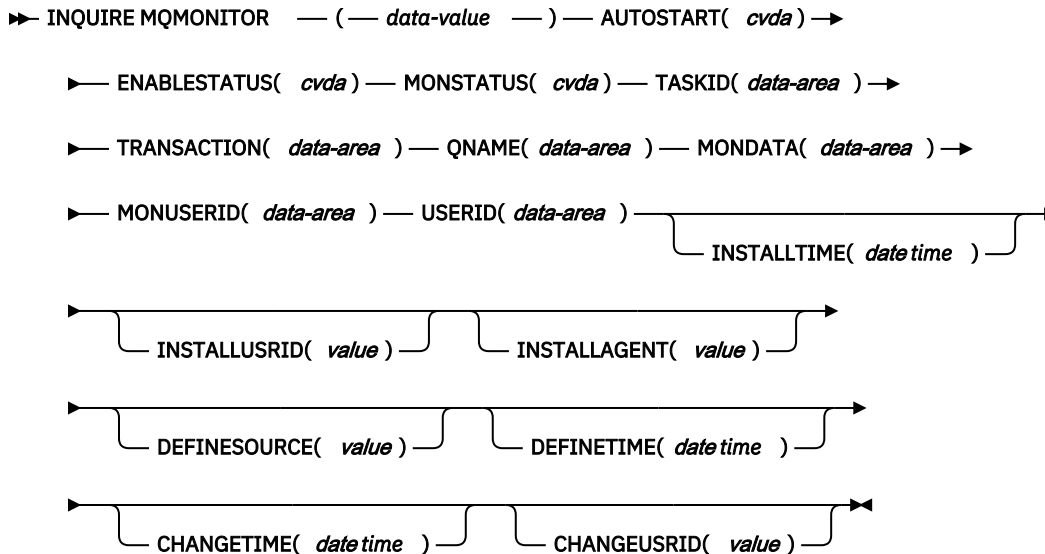 INQUIRE MQMONITOR ( data-value ) AUTOSTART( cvda )
ENABLESTATUS( cvda ) MONSTATUS( cvda ) TASKID( data-area )
TRANSACTION( data-area ) QNAME( data-area ) MONDATA( data-area )
MONUSERID( data-area ) USERID( data-area )
INSTALLTIME( date time )
INSTALLUSRID( value ) INSTALLAGENT( value )
DEFINESOURCE( value ) DEFINETIME( date time )
CHANGETIME( date time ) CHANGEUSRID( value )